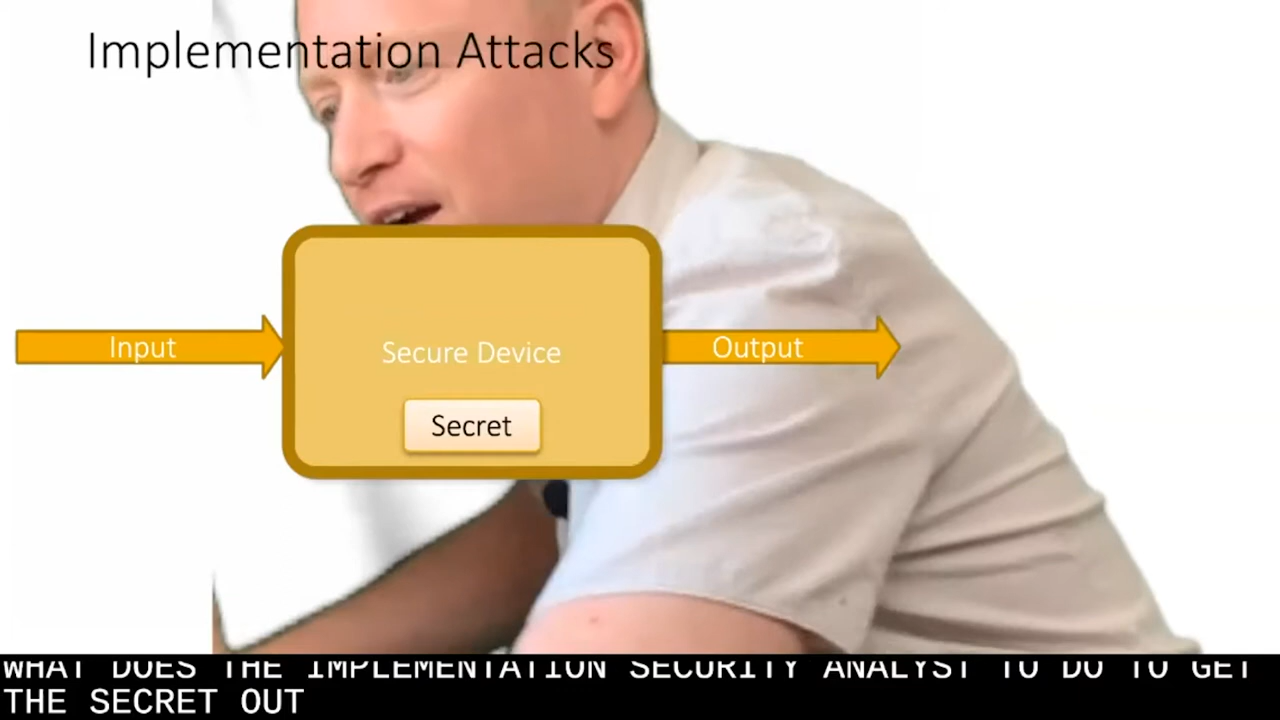 Implementation Attacks
Input
Secure Device
Output
Secret
WHAT DOES THE IMPLEMENTATION SECURITY ANALYST TO DO TO GET
THE SECRET OUT